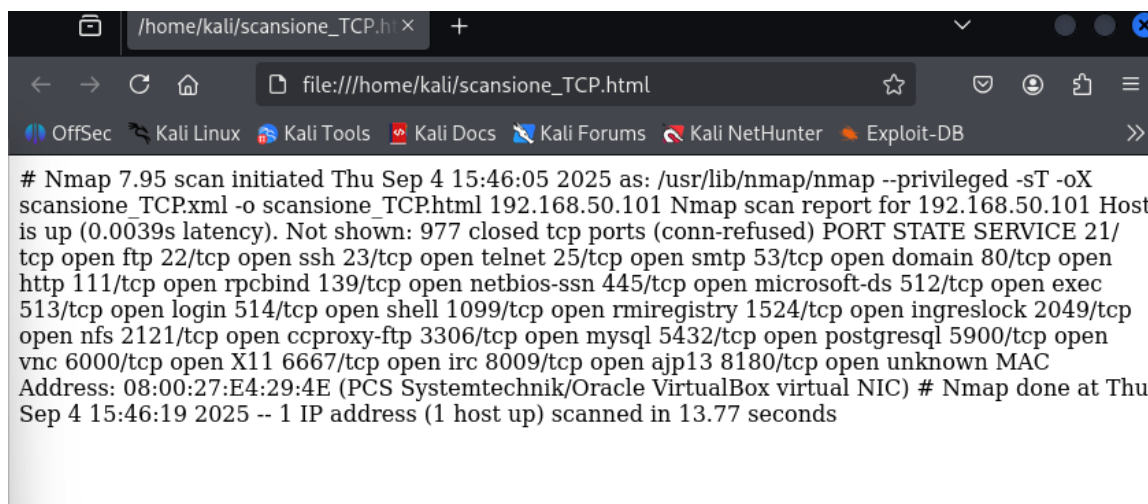 /home/kali/scansione_TCP.ht
file:///home/kali/scansione_TCP.html
OffSec Kali Linux Kali Tools Kali Docs Kali Forums Kali NetHunter Exploit-DB
# Nmap 7.95 scan initiated Thu Sep 4 15:46:05 2025 as: /usr/lib/nmap/nmap --privileged -sT -oX
scansione_TCP.xml -o scansione_TCP.html 192.168.50.101 Nmap scan report for 192.168.50.101 Host
is up (0.0039s latency). Not shown: 977 closed tcp ports (conn-refused) PORT STATE SERVICE 21/
tcp open ftp 22/tcp open ssh 23/tcp open telnet 25/tcp open smtp 53/tcp open domain 80/tcp open
http 111/tcp open rpcbind 139/tcp open netbios-ssn 445/tcp open microsoft-ds 512/tcp open exec
513/tcp open login 514/tcp open shell 1099/tcp open rmiregistry 1524/tcp open ingreslock 2049/tcp
open nfs 2121/tcp open ccproxy-ftp 3306/tcp open mysql 5432/tcp open postgresql 5900/tcp open
vnc 6000/tcp open X11 6667/tcp open irc 8009/tcp open ajp13 8180/tcp open unknown MAC
Address: 08:00:27:E4:29:4E (PCS Systemtechnik/Oracle VirtualBox virtual NIC) # Nmap done at Thu
Sep 4 15:46:19 2025 -- 1 IP address (1 host up) scanned in 13.77 seconds